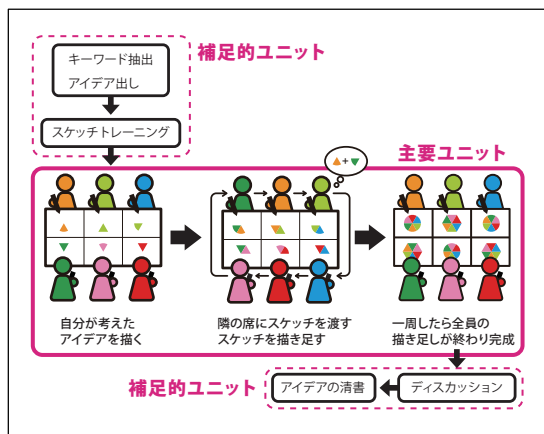 補足的ユニット
キーワード抽出
アイデア出し
スケッチトレーニング
主要ユニット
+
自分が考えた
アイデアを描く
隣の席にスケッチを渡す
スケッチを描き足す
一周したら全員の
描き足しが終わり完成
補足的ユニット
アイデアの清書
ディスカッション